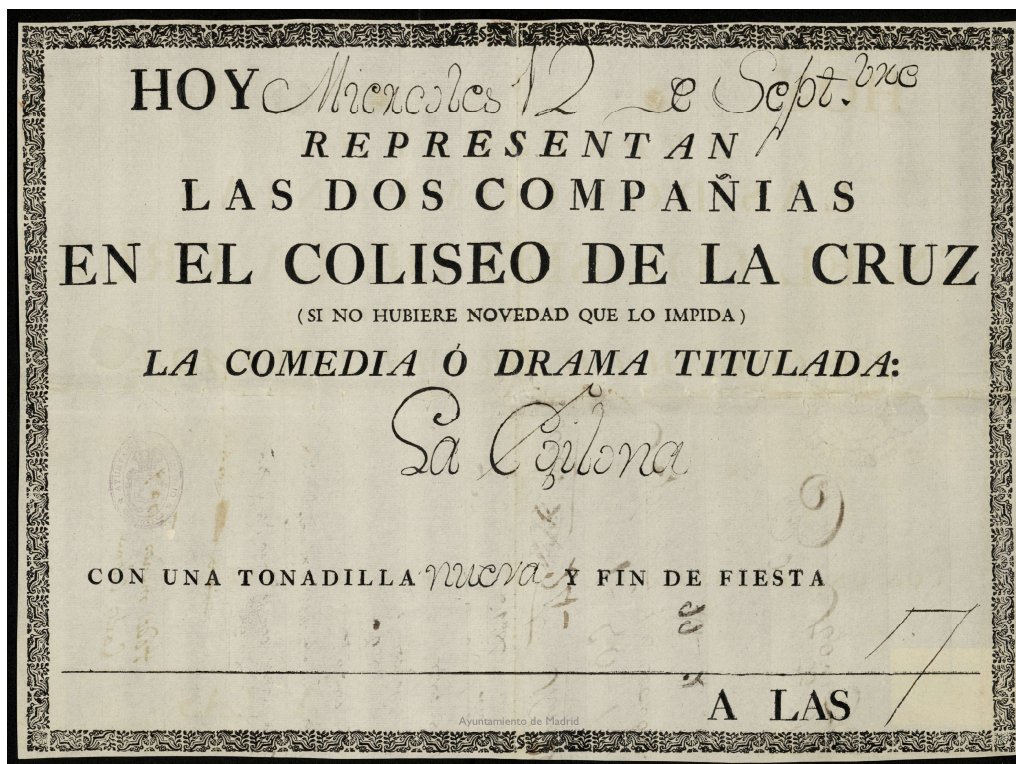 HOY Miercoles 12 de Sept.bre
REPRESENTAN
LAS DOS COMPAÑIAS
EN EL COLISEO DE LA CRUZ
(SI NO HUBIERE NOVEDAD QUE LO IMPIDA)
LA COMEDIA Ó DRAMA TITULADA:
La
CON UNA TONADILLA nueva Y FIN DE FIESTA
A LAS 7
Ayuntamiento de Madrid